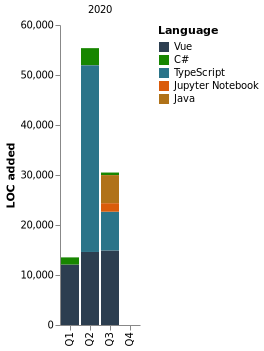 2020
Language
Vue
C#
TypeScript
Jupyter Notebook
Java
LOC added
60,000
50,000
40,000
30,000
20,000
10,000
0
Q1
Q2
Q3
Q4